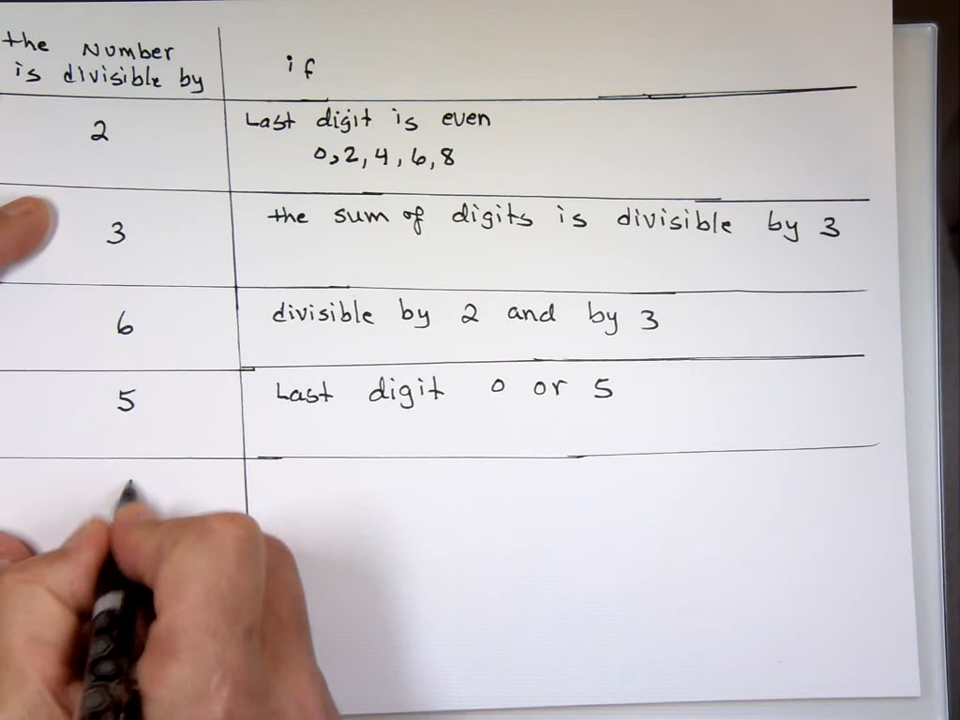 the Number
is divisible by
if
2
Last digit is even
0,2,4,6,8
3
the sum of digits is divisible by 3
6
divisible by 2 and by 3
5
Last digit 0 or 5